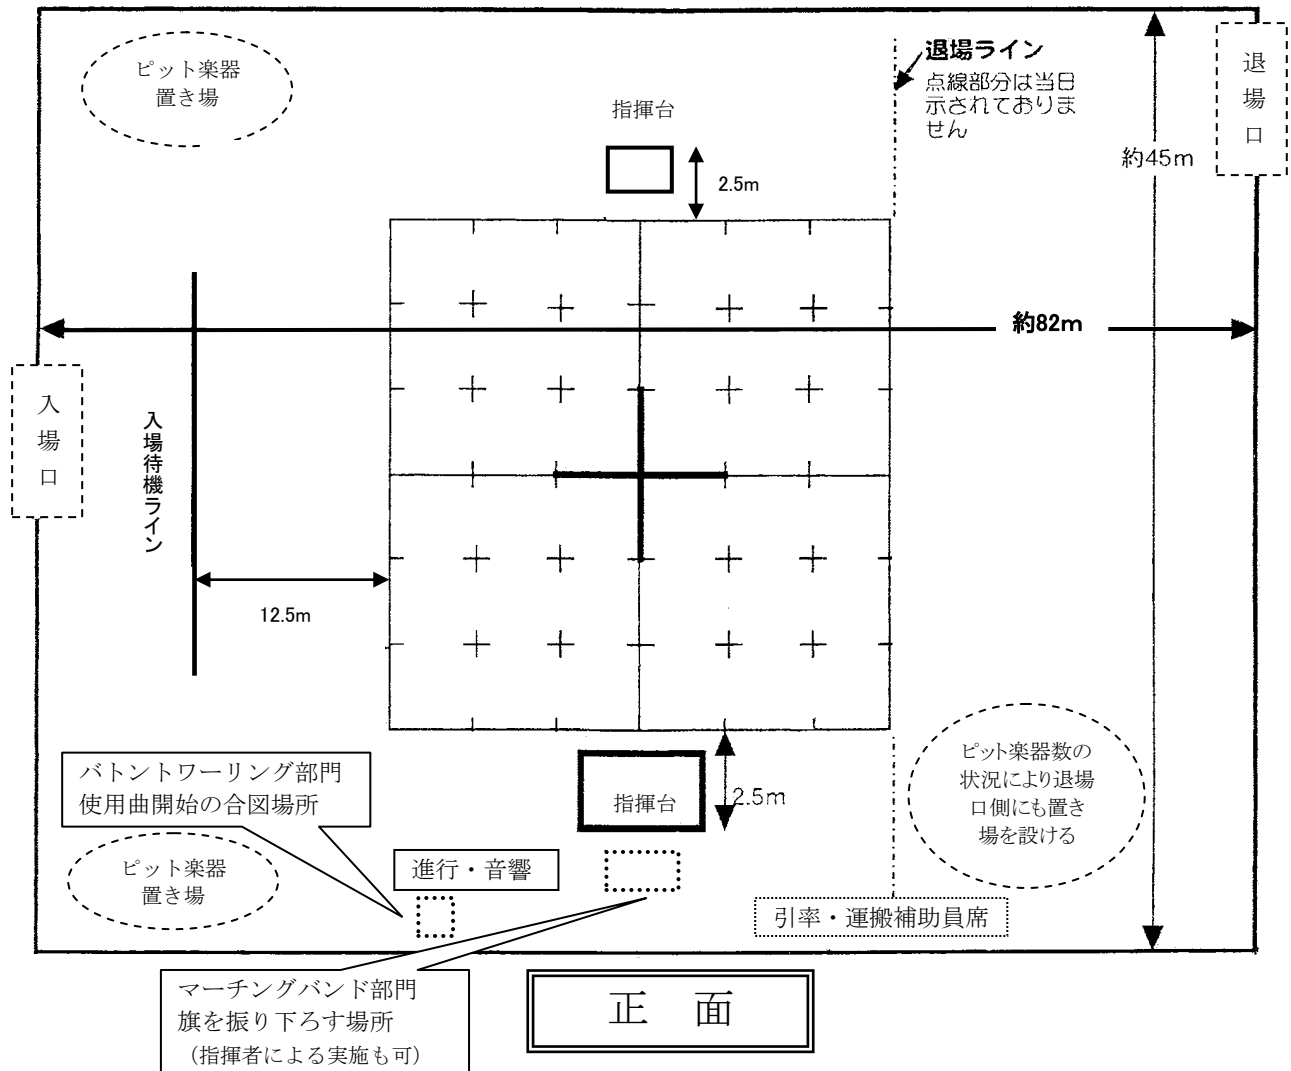 ピット楽器
置き場
指揮台
2.5m
退場ライン
点線部分は当日
示されておりま
せん
退場口
約45m
約82m
入場口
入場待機ライン
12.5m
指揮台
2.5m
ピット楽器数の
状況により退場
口側にも置き
場を設ける
バトントワーリング部門
使用曲開始の合図場所
ピット楽器
置き場
進行・音響
引率・運搬補助員席
マーチングバンド部門
旗を振り下ろす場所
（指揮者による実施も可）
正 面